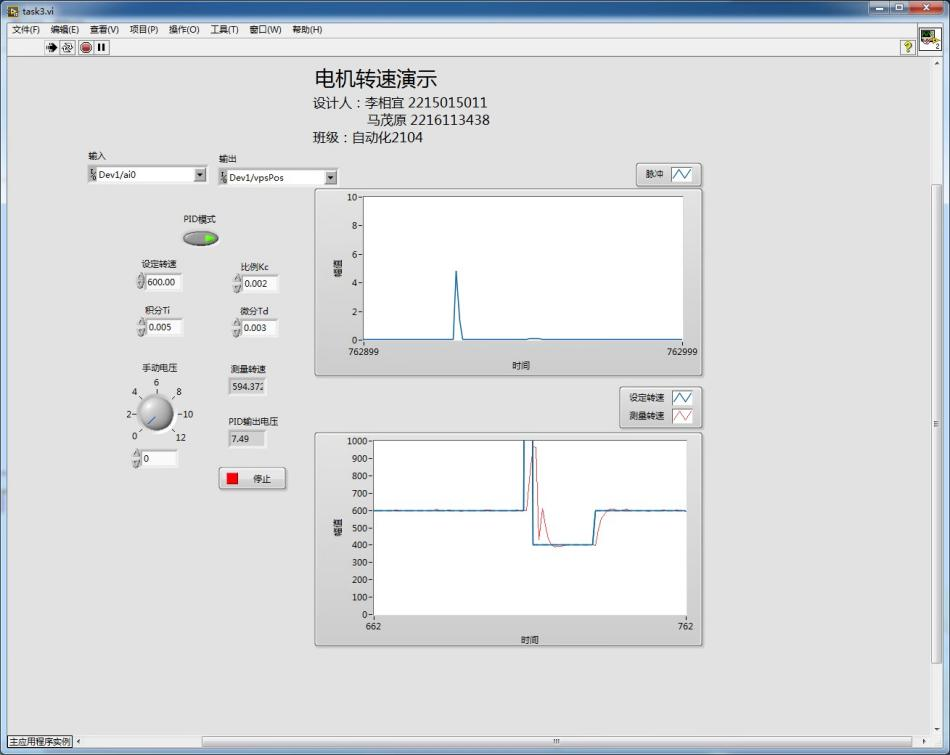 task3.vi
文件(F) 编辑(E) 查看(V) 项目(P) 操作(O) 工具(T) 窗口(W) 帮助(H)
?
2
电机转速演示
设计人：李相宜 2215015011
马茂原 2216113438
班级：自动化2104
输入
输出
Dev1/ai0
Dev1/vpsPos
脉冲
PID模式
设定转速
比例Kc
600.00
0.002
积分Ti
微分Td
0.005
0.003
10
8
6
4
2
0
幅值
762899
762999
时间
手动电压
测量转速
594.372
0
2
4
6
8
10
12
0
PID输出电压
7.49
停止
设定转速
测量转速
1000
900
800
700
600
500
400
300
200
100
0
幅值
662
762
时间
主应用程序实例